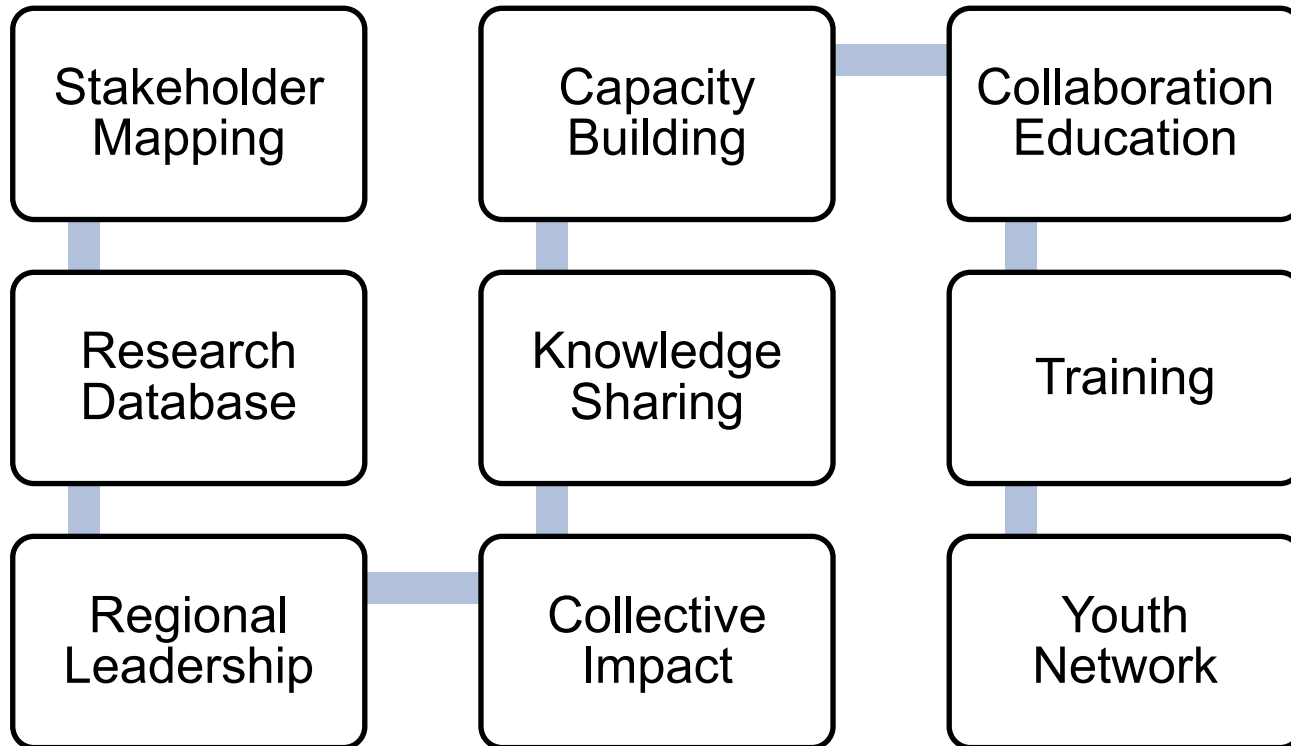 Stakeholder
Mapping
Research
Database
Regional
Leadership
Collective
Impact
Knowledge
Sharing
Capacity
Building
Collaboration
Education
Training
Youth
Network